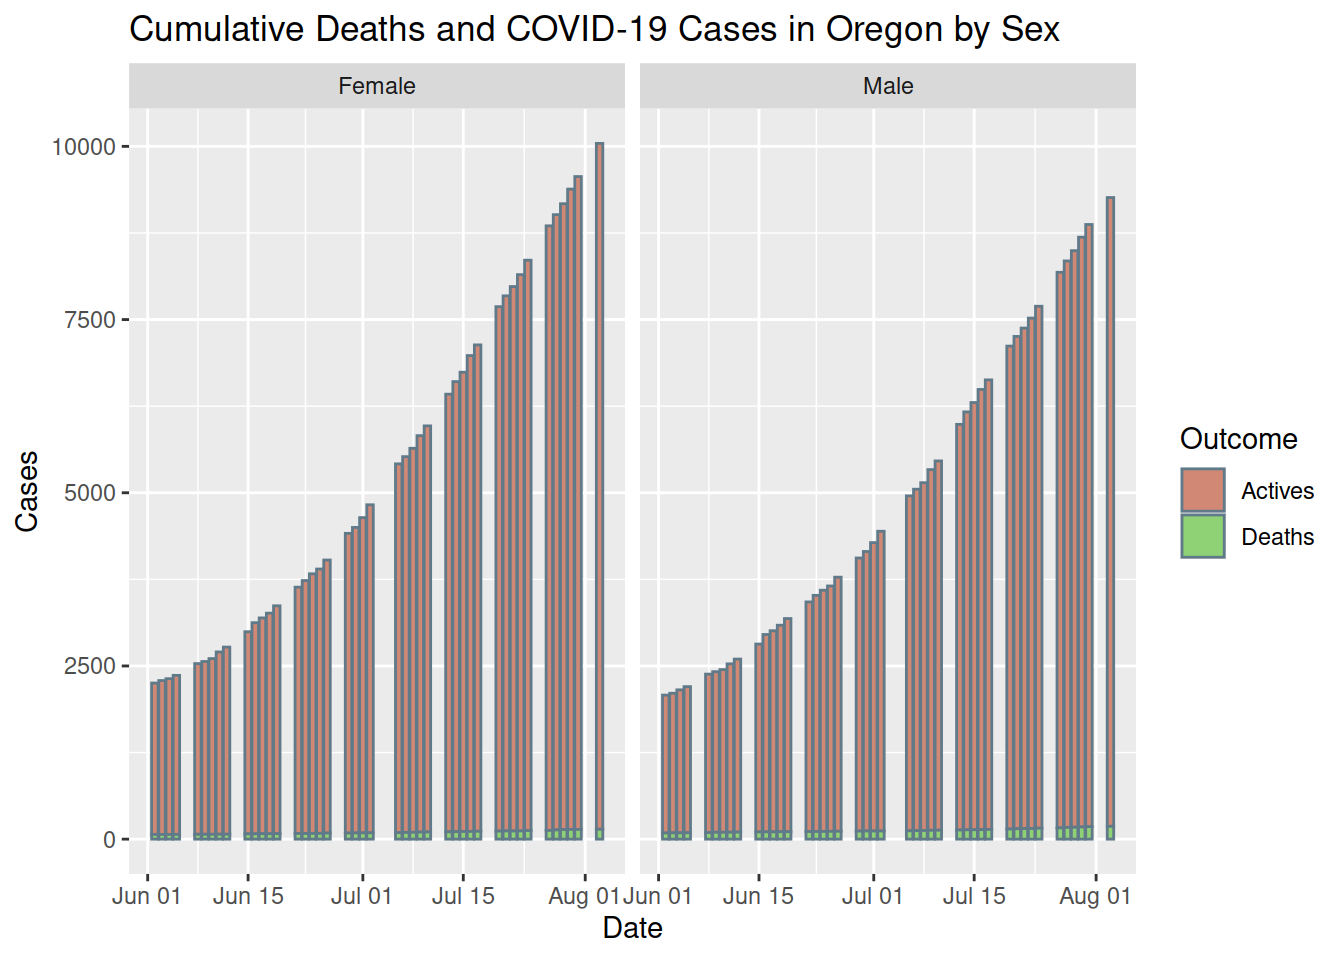 Cumulative Deaths and COVID-19 Cases in Oregon by Sex
Female
Male
Cases
10000
7500
5000
2500
0
Jun 01
Jun 15
Jul 01
Jul 15
Aug 01
Jun 01
Jun 15
Jul 01
Jul 15
Aug 01
Date
Outcome
Actives
Deaths